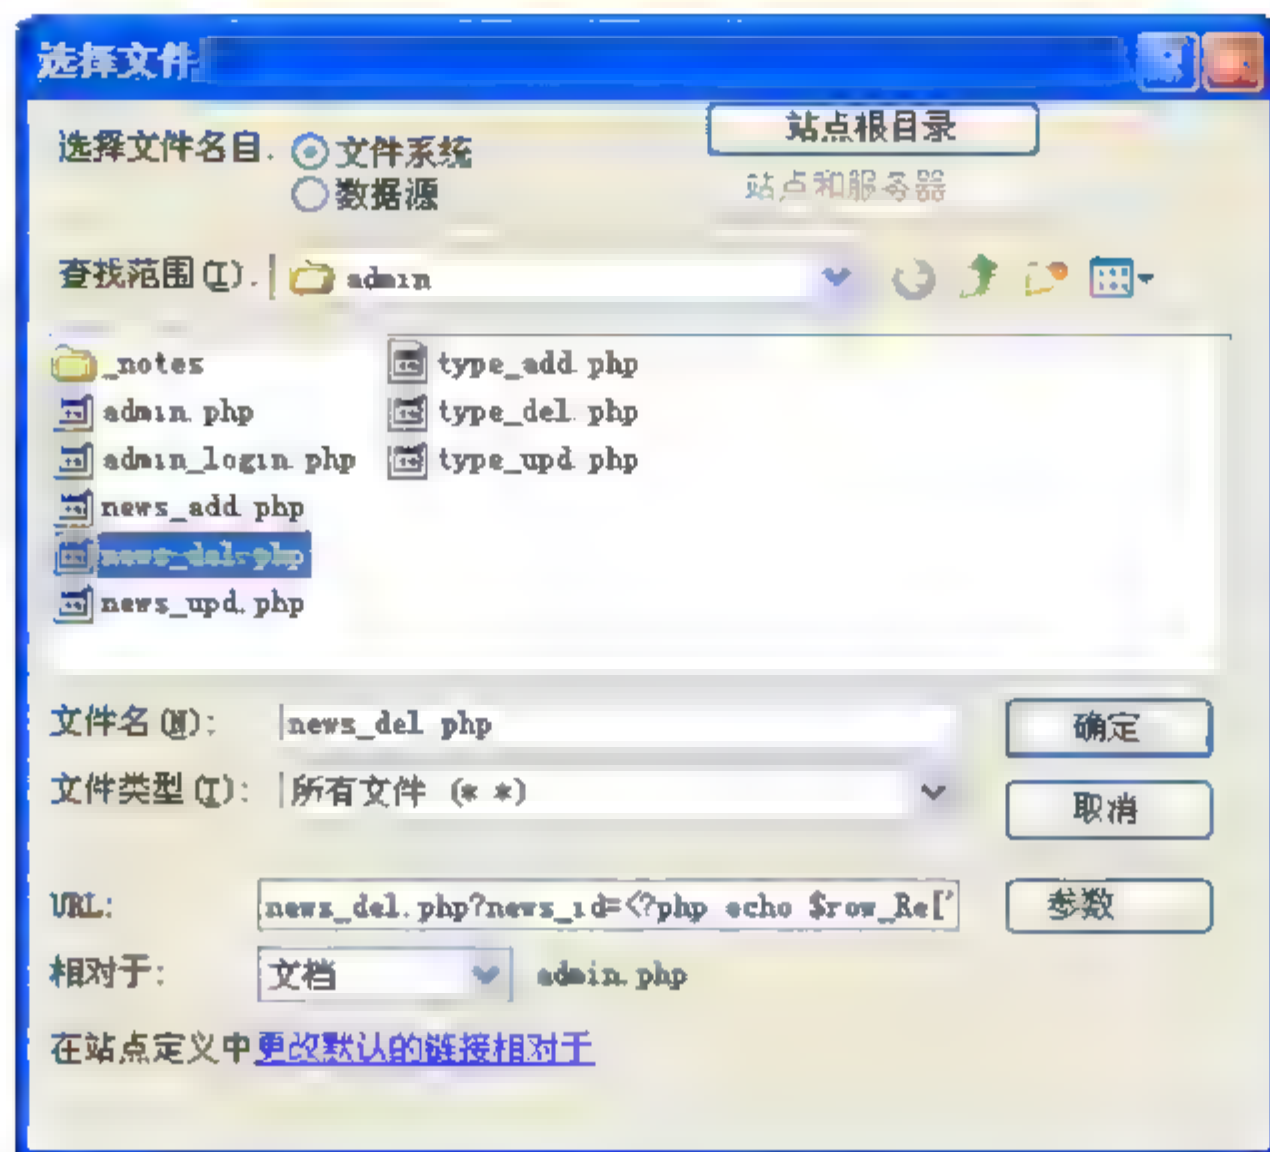 选择文件
选择文件名自. 文件系统 站点根目录
数据源 站点和服务器
查找范围(I). admin
_notes type_add.php
admin.php type_del.php
admin_login.php type_upd.php
news_add.php
news_del.php
news_upd.php
文件名(N): news_del.php 确定
文件类型(T): 所有文件 (*.*) 取消
URL: news_del.php?news_id=<?php echo $row_Re[' 参数
相对于: 文档 admin.php
在站点定义中更改默认的链接相对于